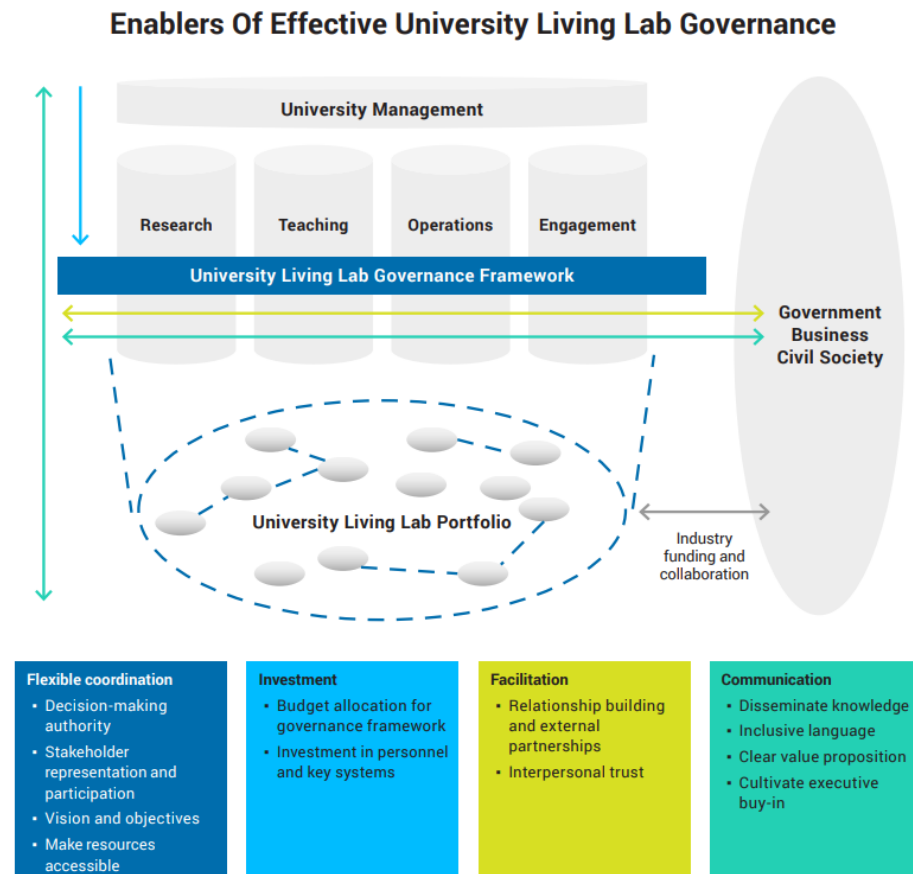 Enablers Of Effective University Living Lab Governance
University Management
Research
Teaching
Operations
Engagement
University Living Lab Governance Framework
Government
Business
Civil Society
University Living Lab Portfolio
Industry
funding and
collaboration
Flexible coordination
▪ Decision-making
authority
▪ Stakeholder
representation and
participation
▪ Vision and objectives
▪ Make resources
accessible
Investment
▪ Budget allocation for
governance framework
▪ Investment in personnel
and key systems
Facilitation
▪ Relationship building
and external
partnerships
▪ Interpersonal trust
Communication
▪ Disseminate knowledge
▪ Inclusive language
▪ Clear value proposition
▪ Cultivate executive
buy-in